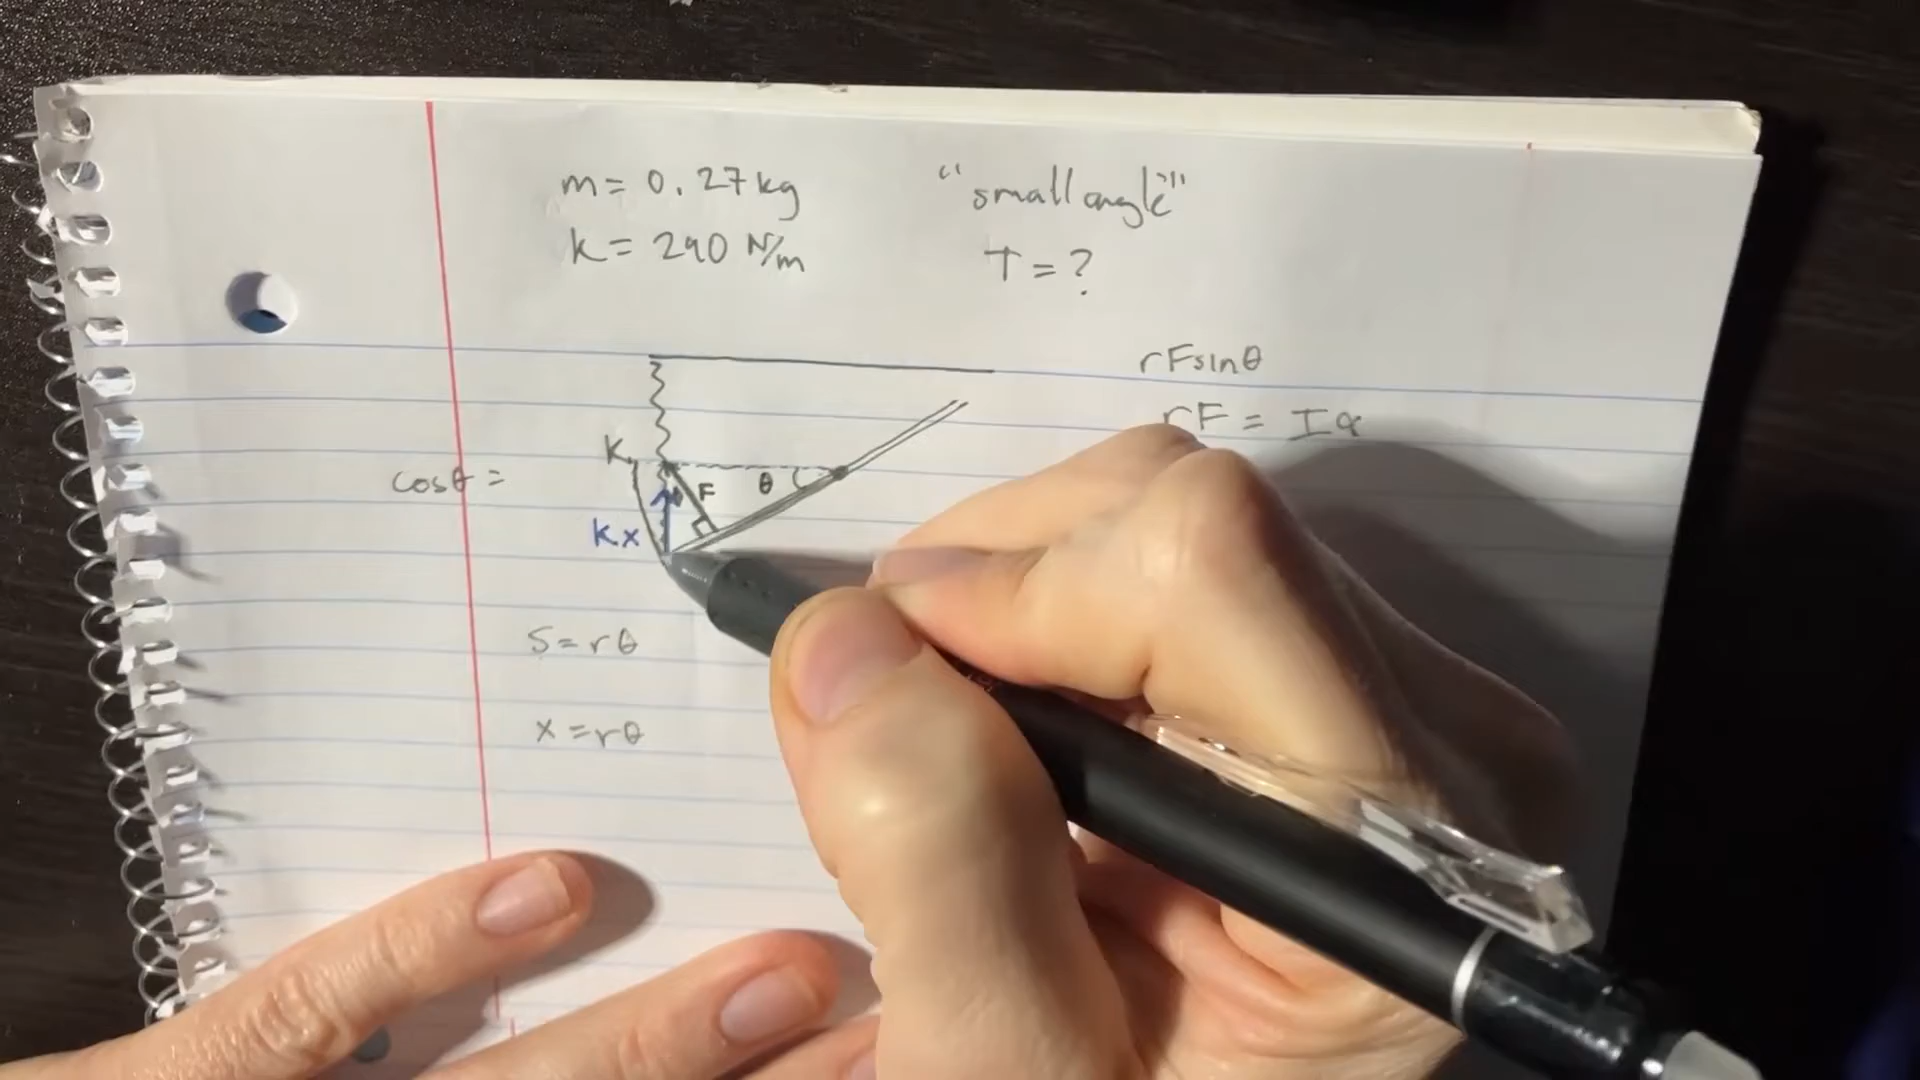 m = 0.27 kg
k = 290 N/m
"small angle"
T = ?
rFsinθ
rF = Iα
cosθ =
K
F
θ
Kx
S = rθ
x = rθ